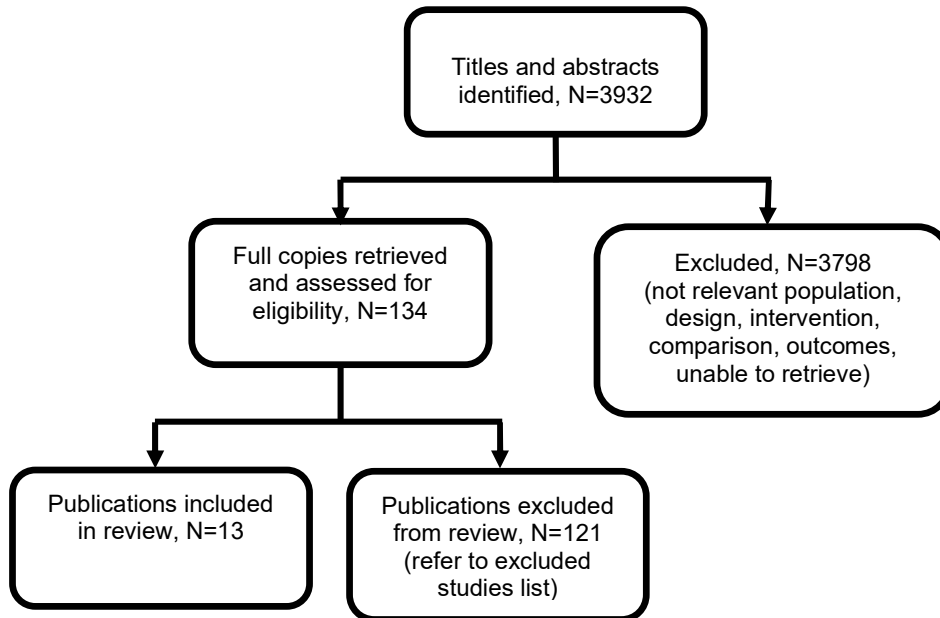 Titles and abstracts
identified, N=3932
Full copies retrieved
and assessed for
eligibility, N=134
Excluded, N=3798
(not relevant population,
design, intervention,
comparison, outcomes,
unable to retrieve)
Publications included
in review, N=13
Publications excluded
from review, N=121
(refer to excluded
studies list)